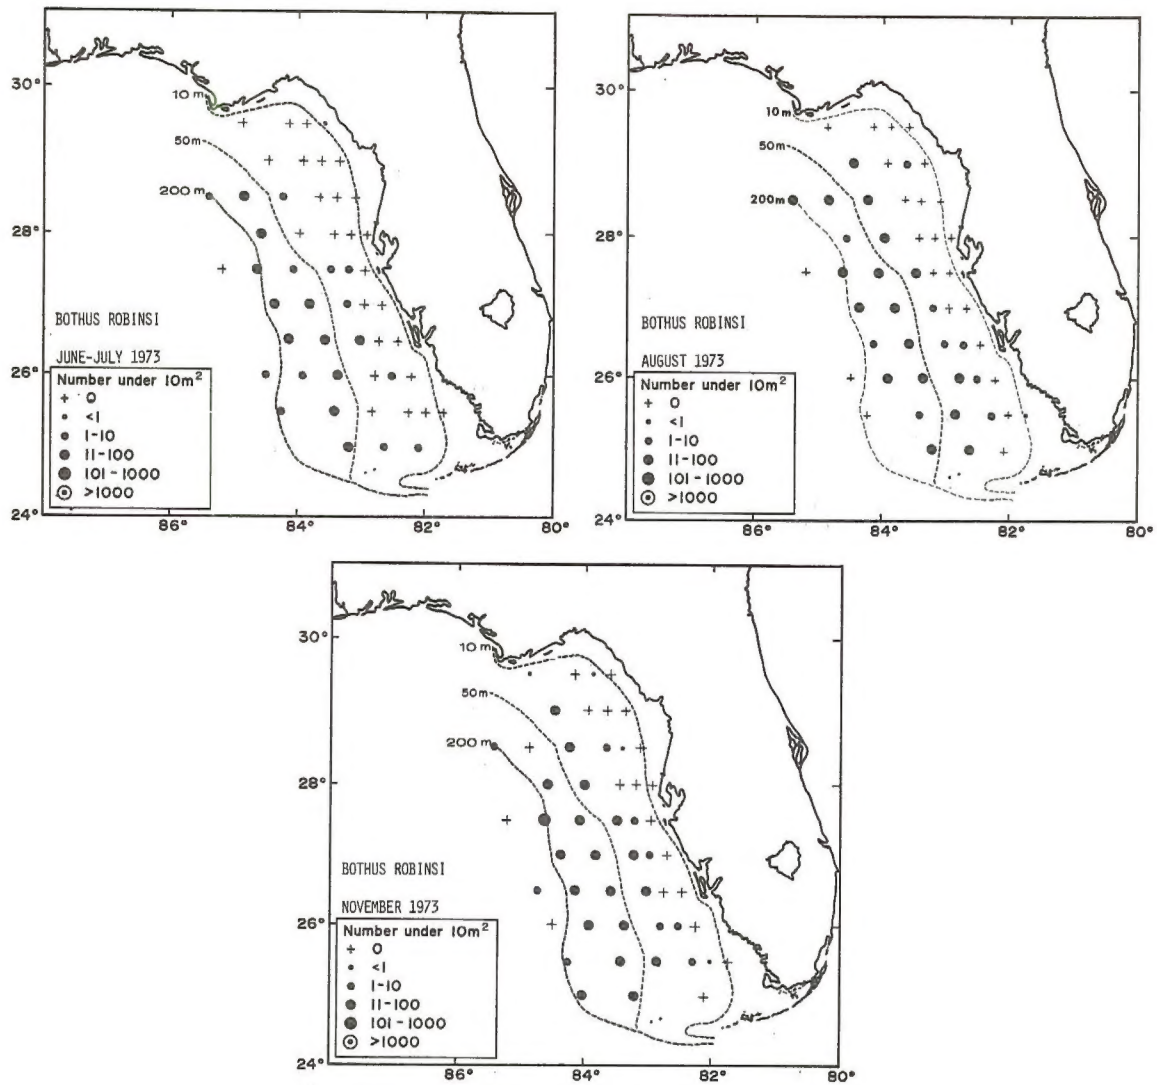 30°
10 m
50m
200 m
28°
BOTHUS ROBINSI
JUNE-JULY 1973
26°
Number under 10m²
+ 0
<1
1-10
11-100
101-1000
>1000
24°
86° 84° 82° 80°
30°
10 m
50m
200m
28°
BOTHUS ROBINSI
AUGUST 1973
26°
Number under 10m²
+ 0
<1
1-10
11-100
101-1000
>1000
24°
86° 84° 82° 80°
30°
10 m
50m
200 m
28°
BOTHUS ROBINSI
NOVEMBER 1973
26°
Number under 10m²
+ 0
<1
1-10
11-100
101-1000
>1000
24°
86° 84° 82° 80°